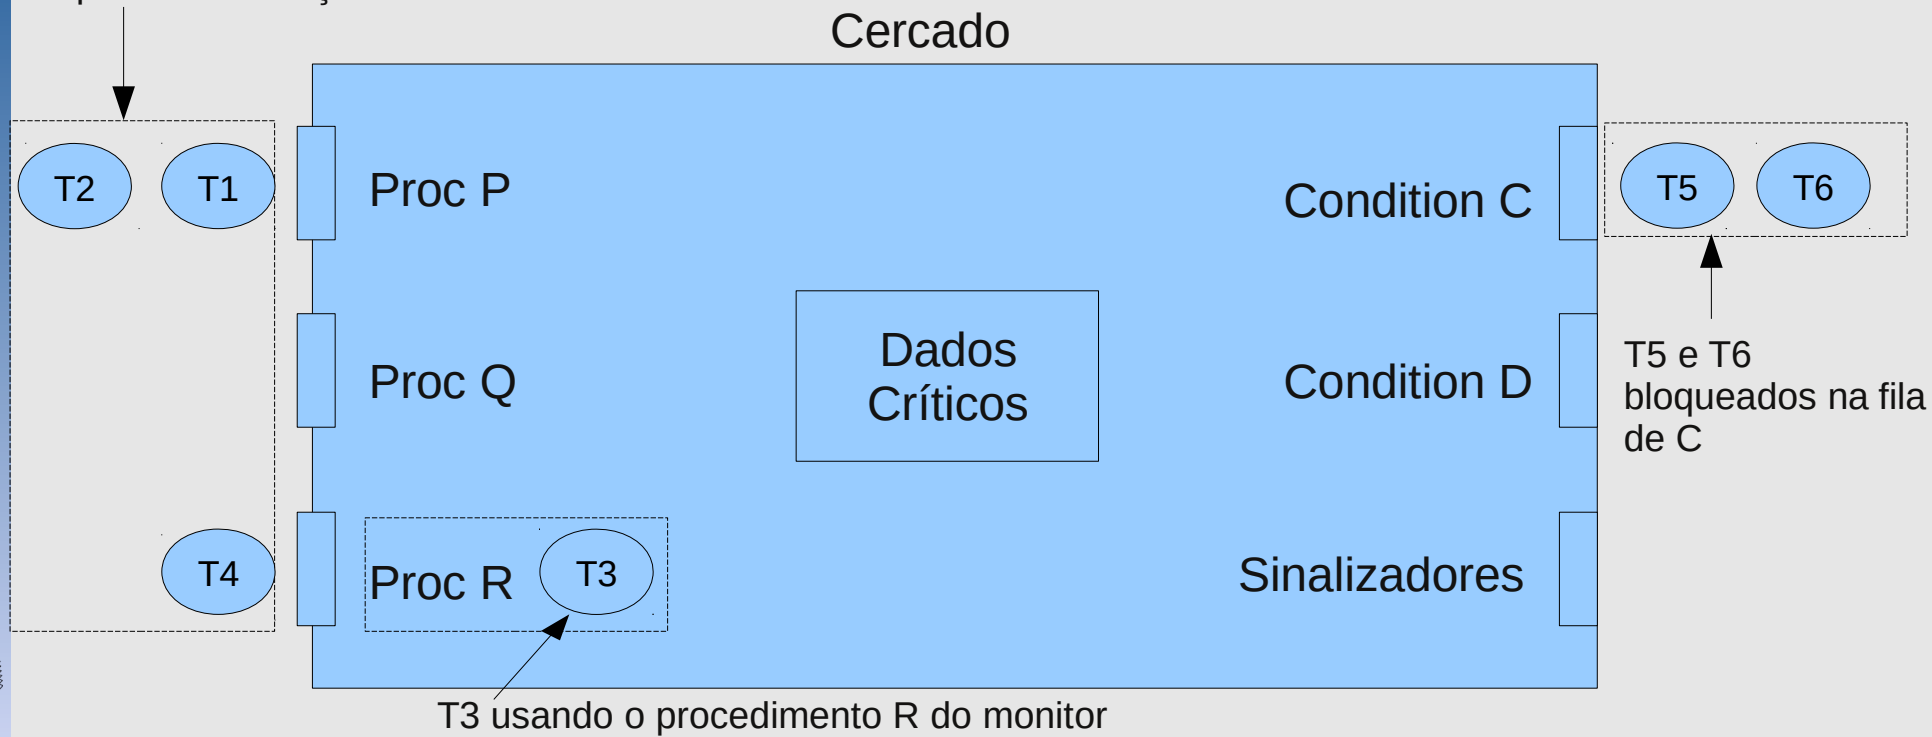 Cercado
T2
T1
Proc P
Condition C
T5
T6
Dados
Críticos
Proc Q
Condition D
T5 e T6
bloqueados na fila
de C
T4
Proc R
T3
Sinalizadores
T3 usando o procedimento R do monitor